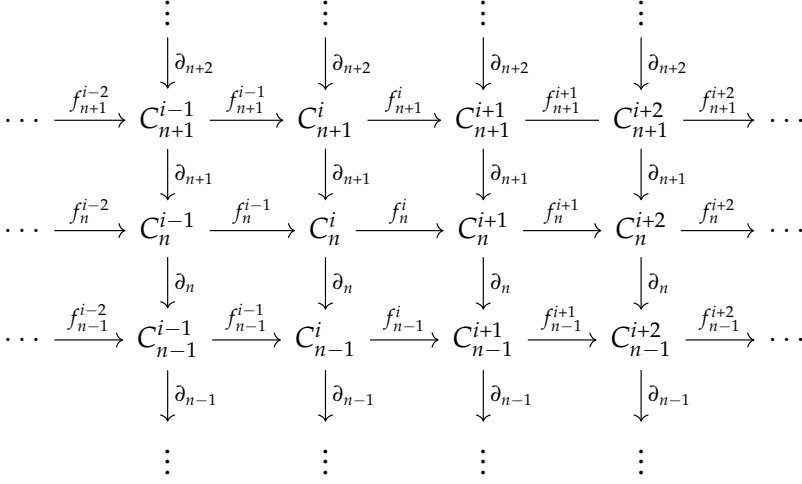 ⋮ ⋮ ⋮ ⋮
∂_{n+2} ∂_{n+2} ∂_{n+2} ∂_{n+2}
f_{n+1}^{i−2} f_{n+1}^{i−1} f_{n+1}^{i} f_{n+1}^{i+1} f_{n+1}^{i+2}
⋯ C_{n+1}^{i−1} C_{n+1}^{i} C_{n+1}^{i+1} C_{n+1}^{i+2} ⋯
∂_{n+1} ∂_{n+1} ∂_{n+1} ∂_{n+1}
f_{n}^{i−2} f_{n}^{i−1} f_{n}^{i} f_{n}^{i+1} f_{n}^{i+2}
⋯ C_{n}^{i−1} C_{n}^{i} C_{n}^{i+1} C_{n}^{i+2} ⋯
∂_{n} ∂_{n} ∂_{n} ∂_{n}
f_{n−1}^{i−2} f_{n−1}^{i−1} f_{n−1}^{i} f_{n−1}^{i+1} f_{n−1}^{i+2}
⋯ C_{n−1}^{i−1} C_{n−1}^{i} C_{n−1}^{i+1} C_{n−1}^{i+2} ⋯
∂_{n−1} ∂_{n−1} ∂_{n−1} ∂_{n−1}
⋮ ⋮ ⋮ ⋮